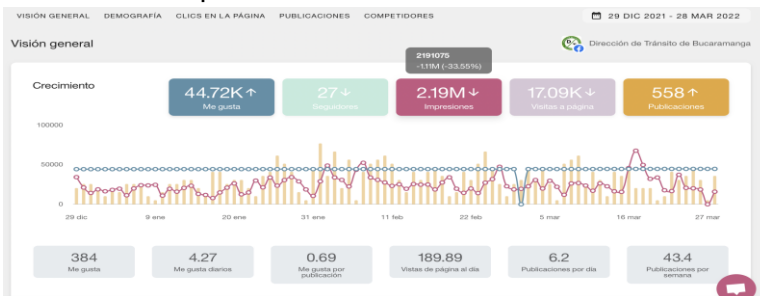 VISIÓN GENERAL DEMOGRAFÍA CLICS EN LA PÁGINA PUBLICACIONES COMPETIDORES 29 DIC 2021 - 28 MAR 2022
Visión general
Dirección de Tránsito de Bucaramanga
2191075
-1.11M (-33.55%)
Crecimiento
44.72K↑ 27↓ 2.19M↓ 17.09K↓ 558↑
Me gusta Seguidores Impresiones Visitas a página Publicaciones
100000
50000
0
29 dic 9 ene 20 ene 31 ene 11 feb 22 feb 5 mar 16 mar 27 mar
384 4.27 0.69 189.89 6.2 43.4
Me gusta Me gusta diarios Me gusta por publicación Vistas de página al día Publicaciones por día Publicaciones por semana